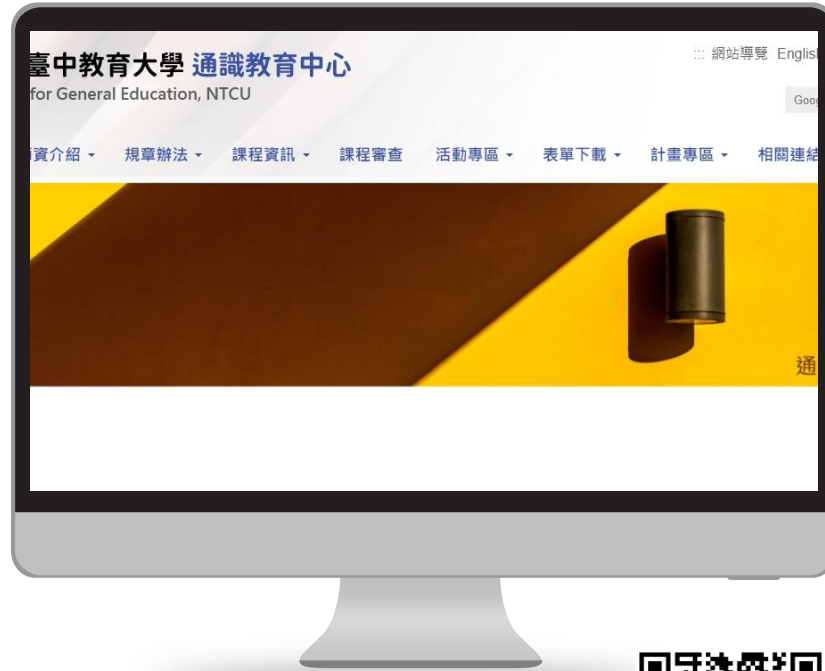 臺中教育大學 通識教育中心
for General Education, NTCU
::: 網站導覽 English
Goog
資介紹 規章辦法 課程資訊 課程審查 活動專區 表單下載 計畫專區 相關連結
通